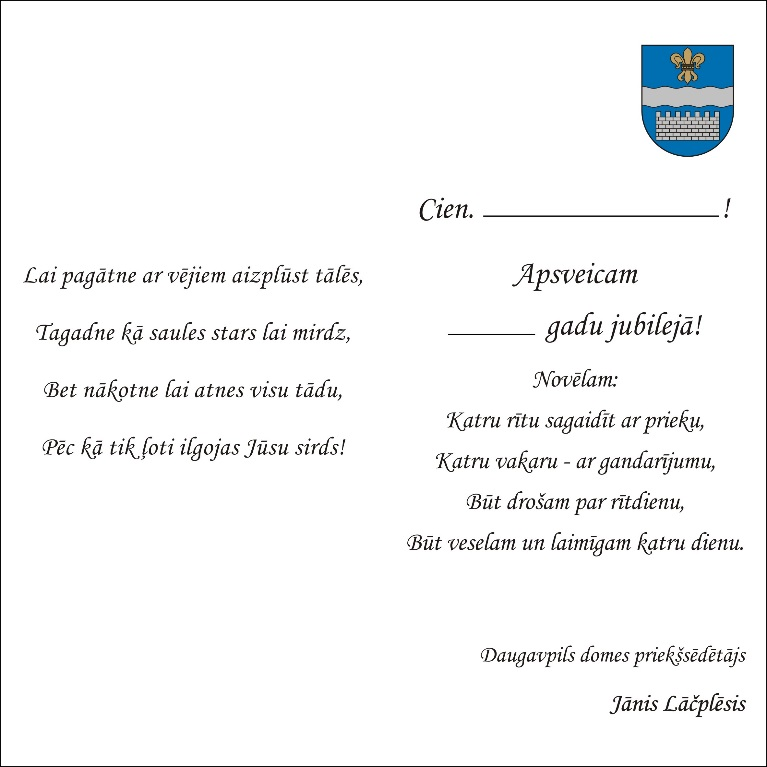 Lai pagātne ar vējiem aizplūst tālēs,
Tagadne kā saules stars lai mirdz,
Bet nākotne lai atnes visu tādu,
Pēc kā tik ļoti ilgojas Jūsu sirds!
Cien. ____________________!
Apsveicam
_______ gadu jubilejā!
Novēlam:
Katru rītu sagaidīt ar prieku,
Katru vakaru - ar gandarījumu,
Būt drošam par rītdienu,
Būt veselam un laimīgam katru dienu.
Daugavpils domes priekšsēdētājs
Jānis Lāčplēsis